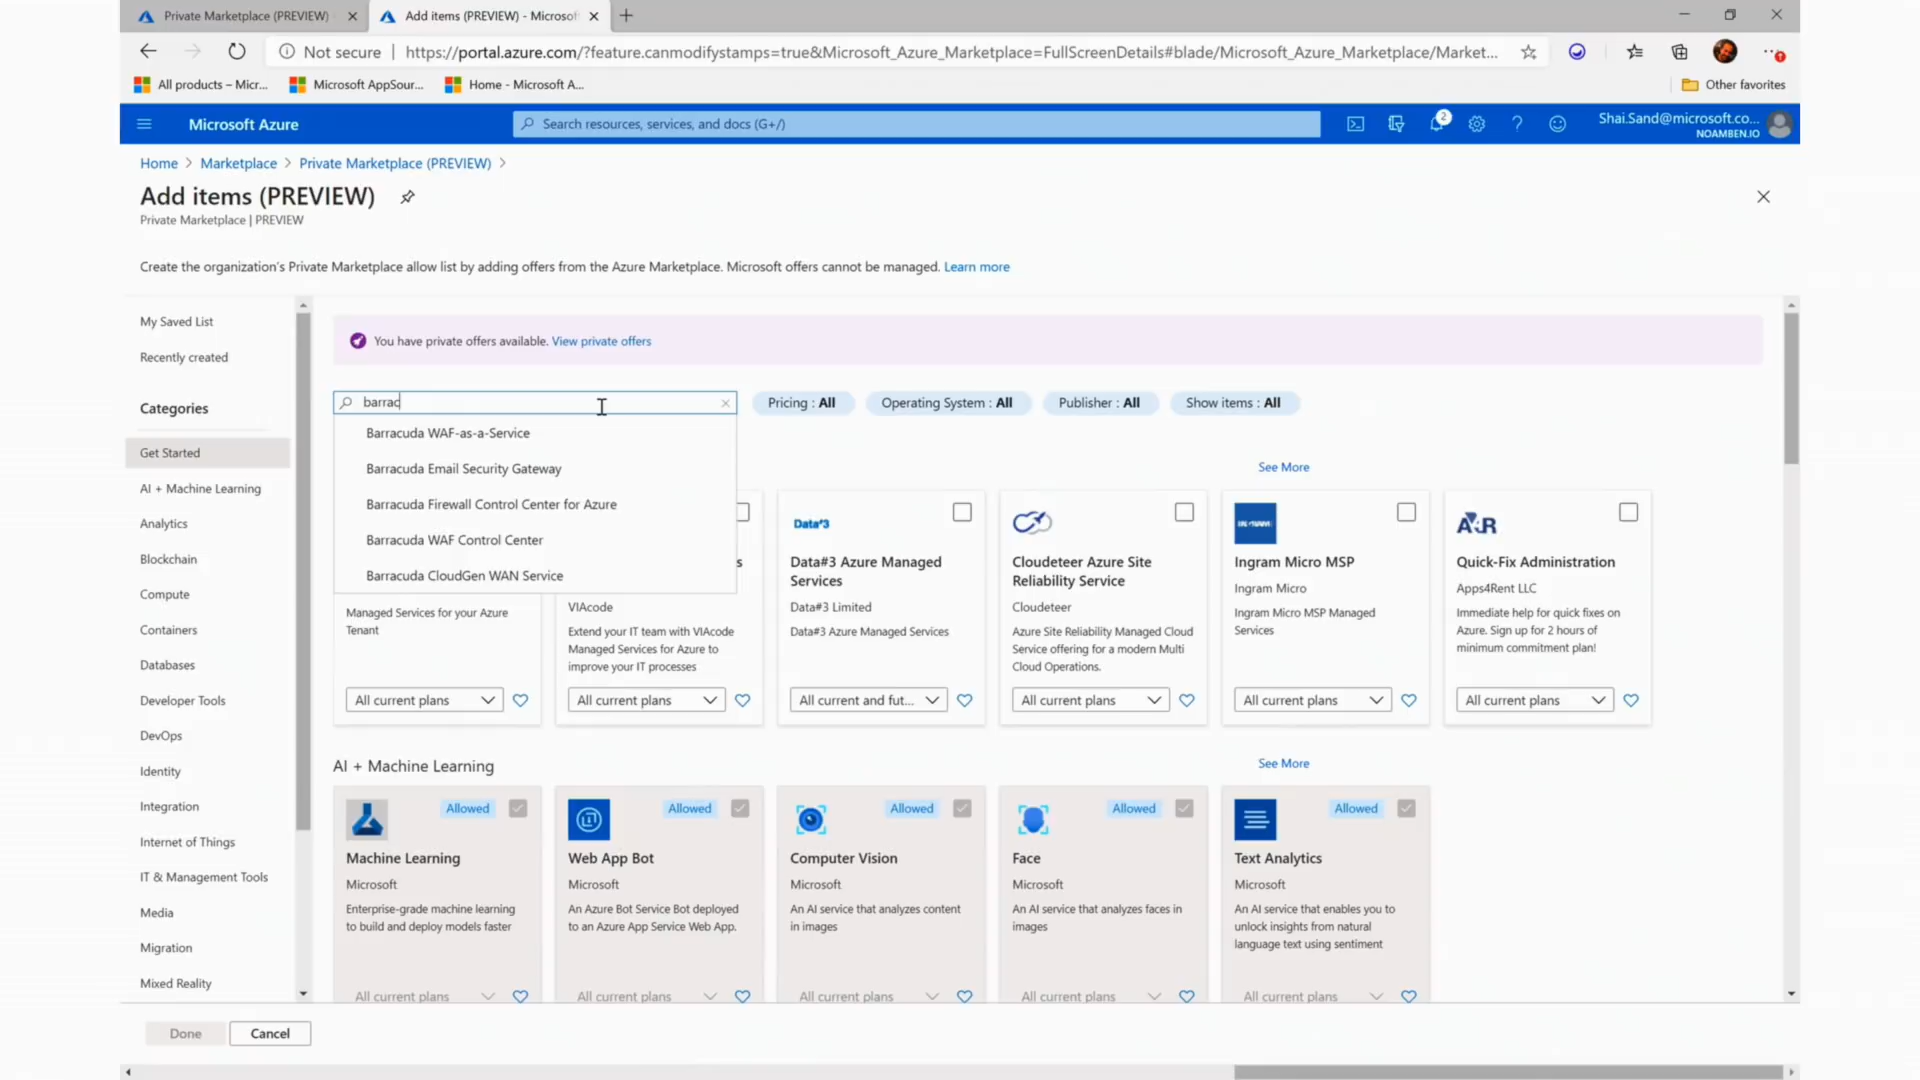 Private Marketplace (PREVIEW)
Add items (PREVIEW) - Microsof
Not secure | https://portal.azure.com/?feature.canmodifystamps=true&Microsoft_Azure_Marketplace=FullScreenDetails#blade/Microsoft_Azure_Marketplace/Market...
All products – Micr...
Microsoft AppSour...
Home - Microsoft A...
Other favorites
Microsoft Azure
Search resources, services, and docs (G+/)
2
Shai.Sand@microsoft.co...
NOAMBEN.IO
Home > Marketplace > Private Marketplace (PREVIEW) >
Add items (PREVIEW)
Private Marketplace | PREVIEW
Create the organization's Private Marketplace allow list by adding offers from the Azure Marketplace. Microsoft offers cannot be managed. Learn more
My Saved List
Recently created
Categories
Get Started
AI + Machine Learning
Analytics
Blockchain
Compute
Containers
Databases
Developer Tools
DevOps
Identity
Integration
Internet of Things
IT & Management Tools
Media
Migration
Mixed Reality
You have private offers available. View private offers
barrac
Pricing : All
Operating System : All
Publisher : All
Show items : All
Barracuda WAF-as-a-Service
Barracuda Email Security Gateway
Barracuda Firewall Control Center for Azure
Barracuda WAF Control Center
Barracuda CloudGen WAN Service
See More
Managed Services for your Azure
Tenant
All current plans
s
VIAcode
Extend your IT team with VIAcode
Managed Services for Azure to
improve your IT processes
All current plans
Data#3
Data#3 Azure Managed
Services
Data#3 Limited
Data#3 Azure Managed Services
All current and fut...
Cloudeteer Azure Site
Reliability Service
Cloudeteer
Azure Site Reliability Managed Cloud
Service offering for a modern Multi
Cloud Operations.
All current plans
INGRAM
Ingram Micro MSP
Ingram Micro
Ingram Micro MSP Managed
Services
All current plans
A4R
Quick-Fix Administration
Apps4Rent LLC
Immediate help for quick fixes on
Azure. Sign up for 2 hours of
minimum commitment plan!
All current plans
AI + Machine Learning
See More
Allowed
Machine Learning
Microsoft
Enterprise-grade machine learning
to build and deploy models faster
All current plans
Allowed
Web App Bot
Microsoft
An Azure Bot Service Bot deployed
to an Azure App Service Web App.
All current plans
Allowed
Computer Vision
Microsoft
An AI service that analyzes content
in images
All current plans
Allowed
Face
Microsoft
An AI service that analyzes faces in
images
All current plans
Allowed
Text Analytics
Microsoft
An AI service that enables you to
unlock insights from natural
language text using sentiment
All current plans
Done
Cancel